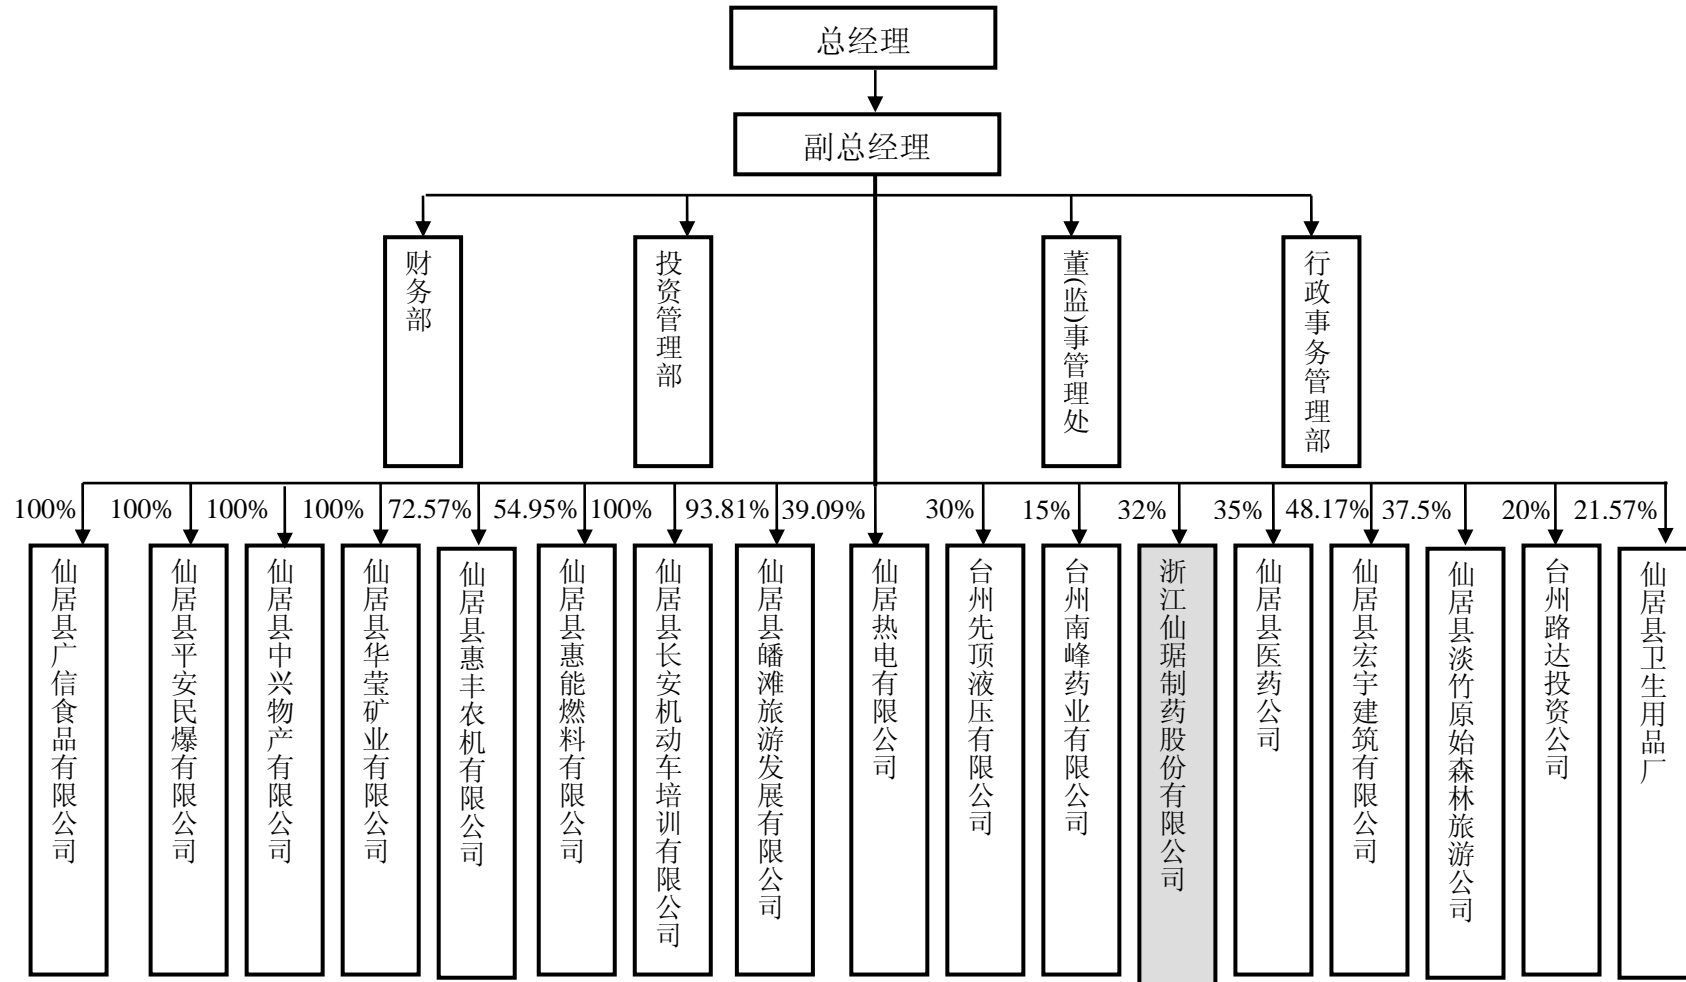 总经理
副总经理
财务部
投资管理部
董(监)事管理处
行政事务管理部
100%
100%
100%
100%
72.57%
54.95%
100%
93.81%
39.09%
30%
15%
32%
35%
48.17%
37.5%
20%
21.57%
仙居县广信食品有限公司
仙居县平安民爆有限公司
仙居县中兴物产有限公司
仙居县华莹矿业有限公司
仙居县惠丰农机有限公司
仙居县惠能燃料有限公司
仙居县长安机动车培训有限公司
仙居县皤滩旅游发展有限公司
仙居热电有限公司
台州先顶液压有限公司
台州南峰药业有限公司
浙江仙琚制药股份有限公司
仙居县医药公司
仙居县宏宇建筑有限公司
仙居县淡竹原始森林旅游公司
台州路达投资公司
仙居县卫生用品厂